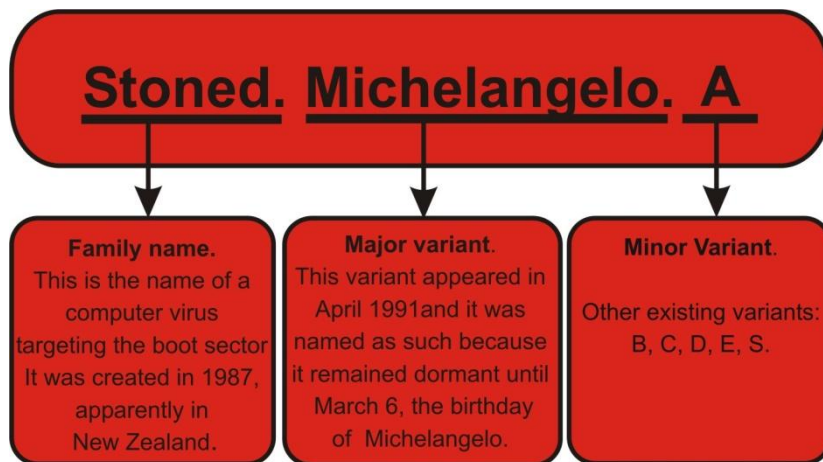 Stoned. Michelangelo. A
Family name.
This is the name of a
computer virus
targeting the boot sector
It was created in 1987,
apparently in
New Zealand.
Major variant.
This variant appeared in
April 1991and it was
named as such because
it remained dormant until
March 6, the birthday
of Michelangelo.
Minor Variant.
Other existing variants:
B, C, D, E, S.